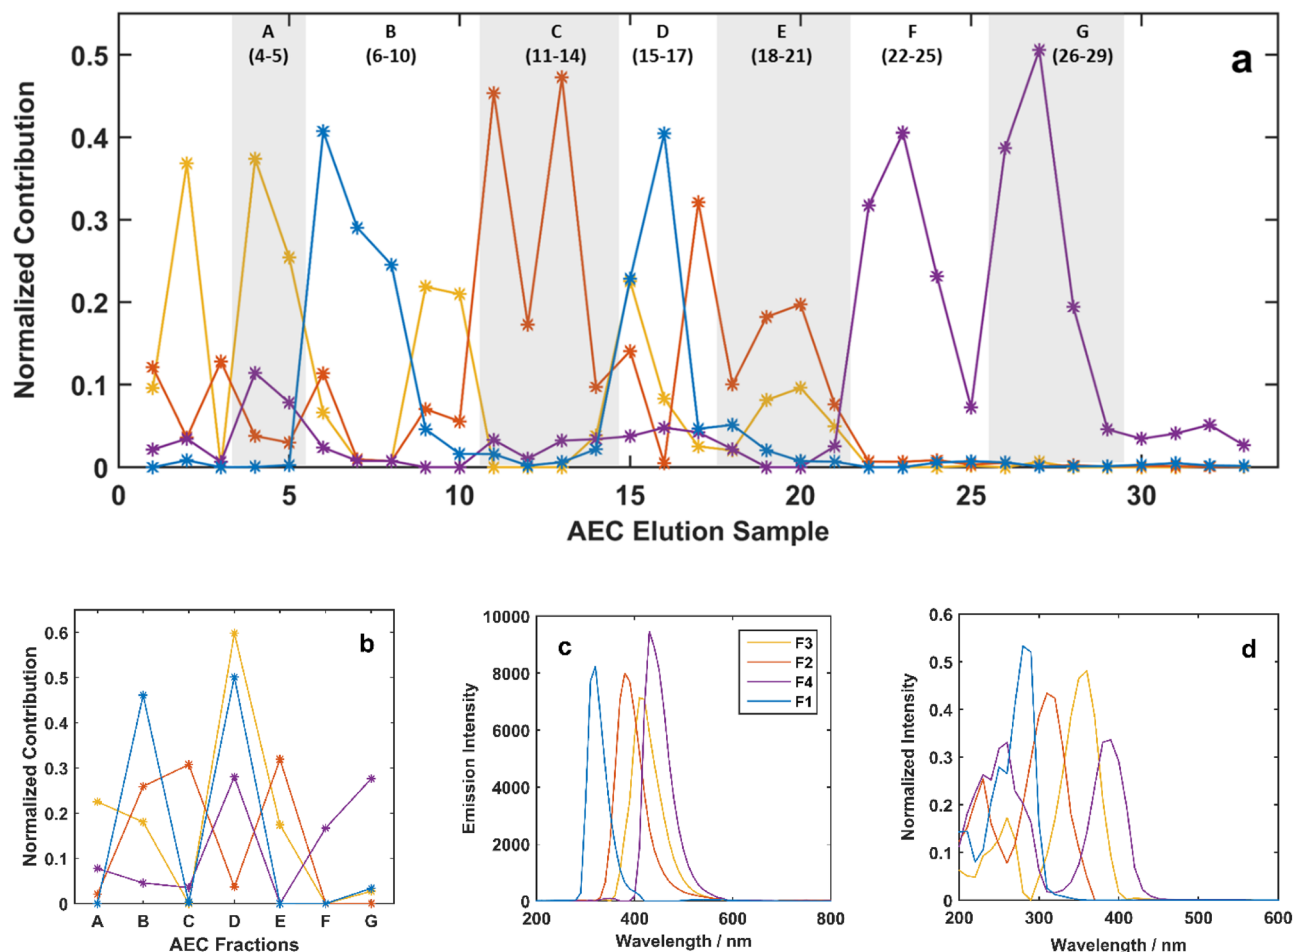 A B C D E F G
(4-5) (6-10) (11-14) (15-17) (18-21) (22-25) (26-29)
a
0.5
0.4
0.3
0.2
0.1
0
Normalized Contribution
0 5 10 15 20 25 30
AEC Elution Sample
b
0.6
0.5
0.4
0.3
0.2
0.1
0
Normalized Contribution
A B C D E F G
AEC Fractions
c
10000
8000
6000
4000
2000
0
Emission Intensity
F3
F2
F4
F1
200 400 600 800
Wavelength / nm
d
0.6
0.5
0.4
0.3
0.2
0.1
0
Normalized Intensity
200 300 400 500 600
Wavelength / nm